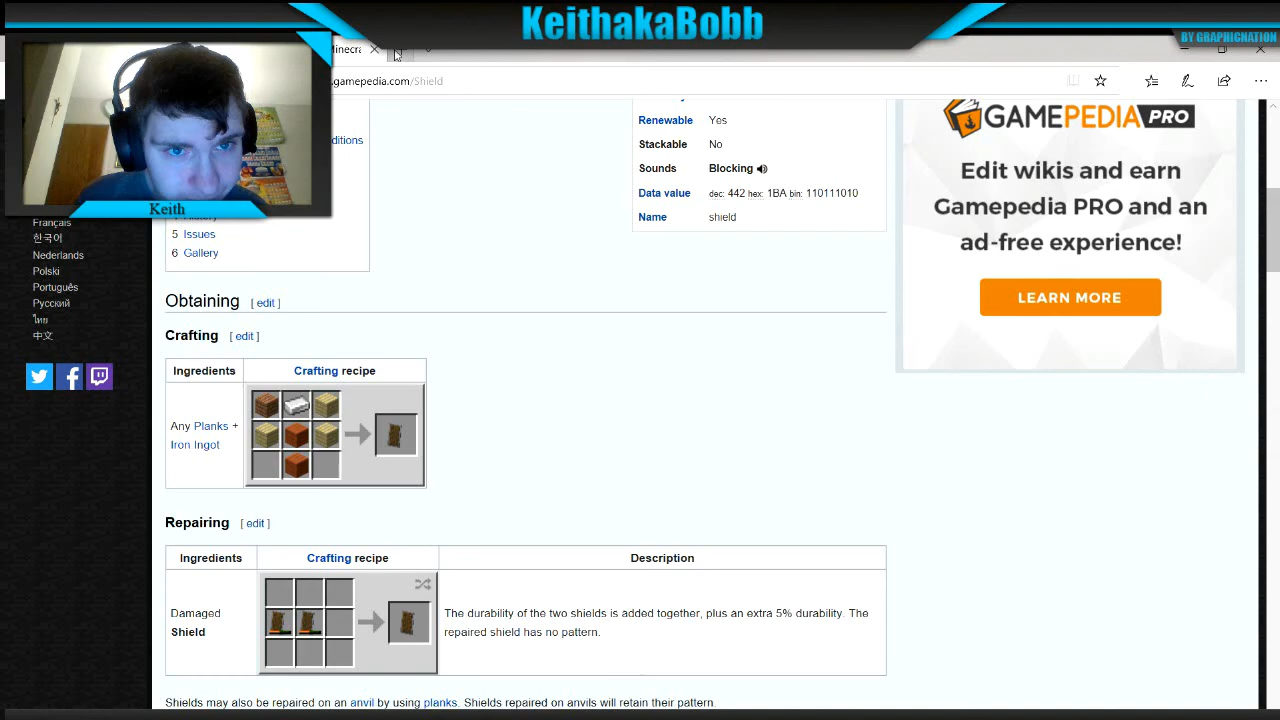 KeithakaBobb
BY GRAPHICNATION
Minecra
.gamepedia.com/Shield
Keith
ditions
5 Issues
6 Gallery
Français
한국어
Nederlands
Polski
Português
Русский
ไทย
中文
Renewable Yes
Stackable No
Sounds Blocking
Data value dec: 442 hex: 1BA bin: 110111010
Name shield
GAMEPEDIA PRO
Edit wikis and earn
Gamepedia PRO and an
ad-free experience!
LEARN MORE
Obtaining [ edit ]
Crafting [ edit ]
Ingredients Crafting recipe
Any Planks +
Iron Ingot
Repairing [ edit ]
Ingredients Crafting recipe Description
Damaged
Shield
The durability of the two shields is added together, plus an extra 5% durability. The
repaired shield has no pattern.
Shields may also be repaired on an anvil by using planks. Shields repaired on anvils will retain their pattern.